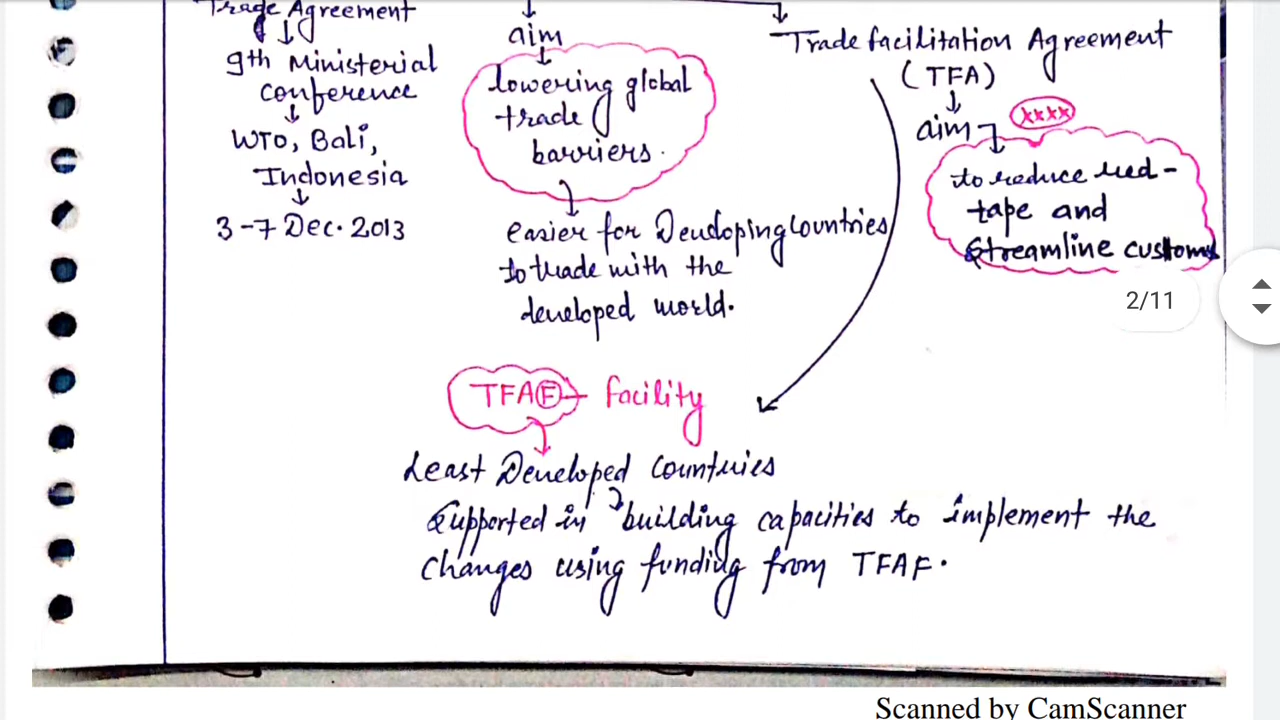 Trade Agreement
9th Ministerial
conference
WTO, Bali,
Indonesia
3-7 Dec. 2013
aim
lowering global
trade
barriers.
easier for Developing Countries
to trade with the
developed world.
Trade facilitation Agreement
(TFA)
aim
xxxx
to reduce red-
tape and
Streamline customs
2/11
TFAF - facility
Least Developed Countries
Supported in building capacities to implement the
changes using funding from TFAF.
Scanned by CamScanner